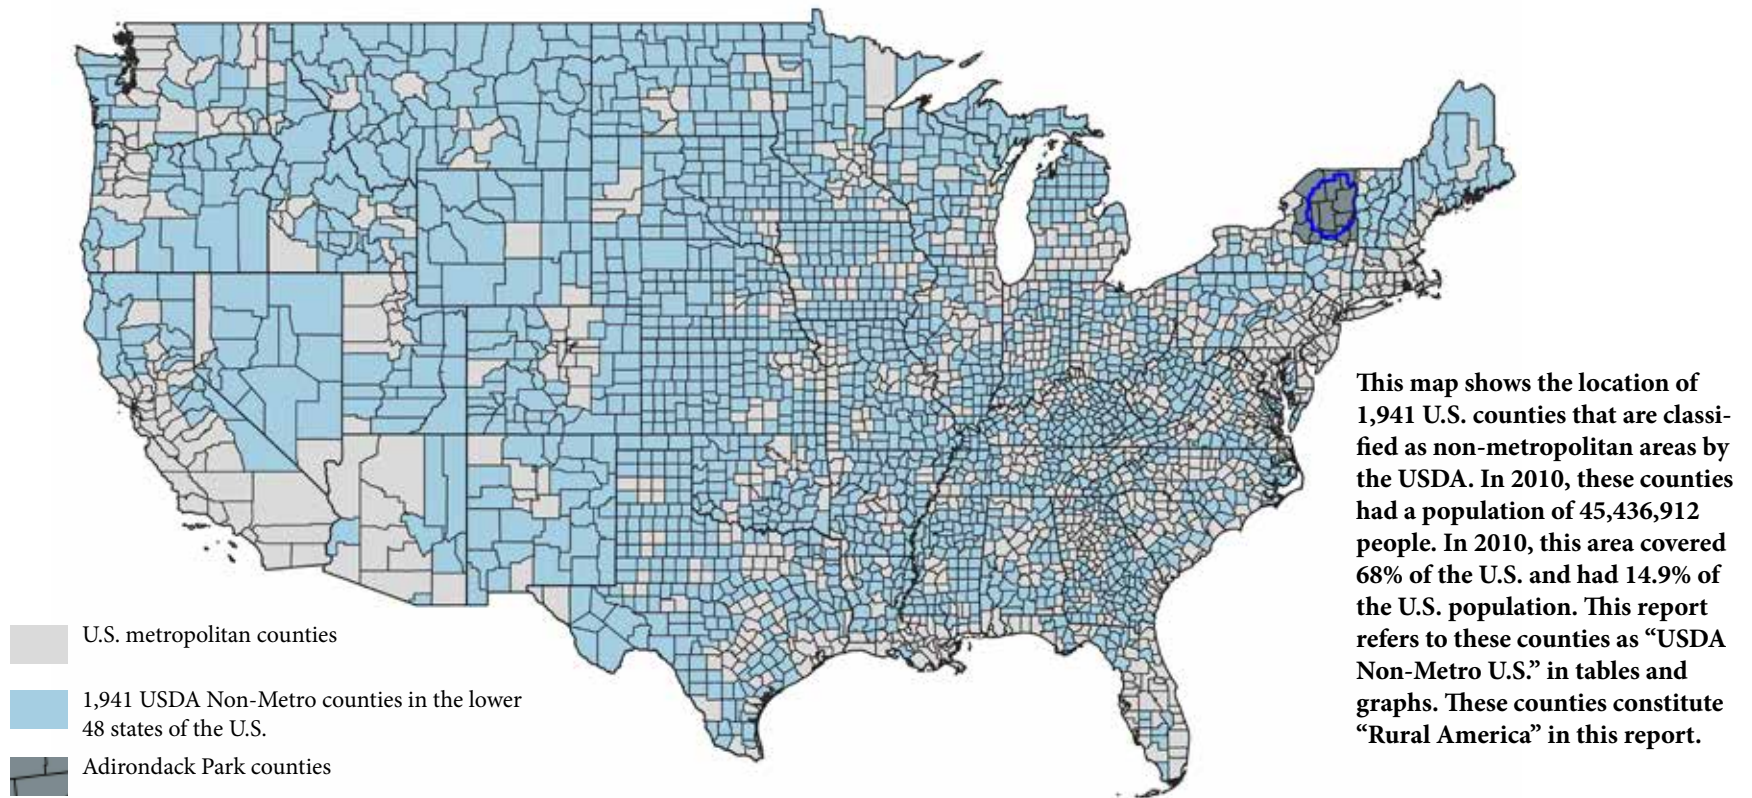 This map shows the location of
1,941 U.S. counties that are classi-
fied as non-metropolitan areas by
the USDA. In 2010, these counties
had a population of 45,436,912
people. In 2010, this area covered
68% of the U.S. and had 14.9% of
the U.S. population. This report
refers to these counties as “USDA
Non-Metro U.S.” in tables and
graphs. These counties constitute
“Rural America” in this report.
U.S. metropolitan counties
1,941 USDA Non-Metro counties in the lower
48 states of the U.S.
Adirondack Park counties